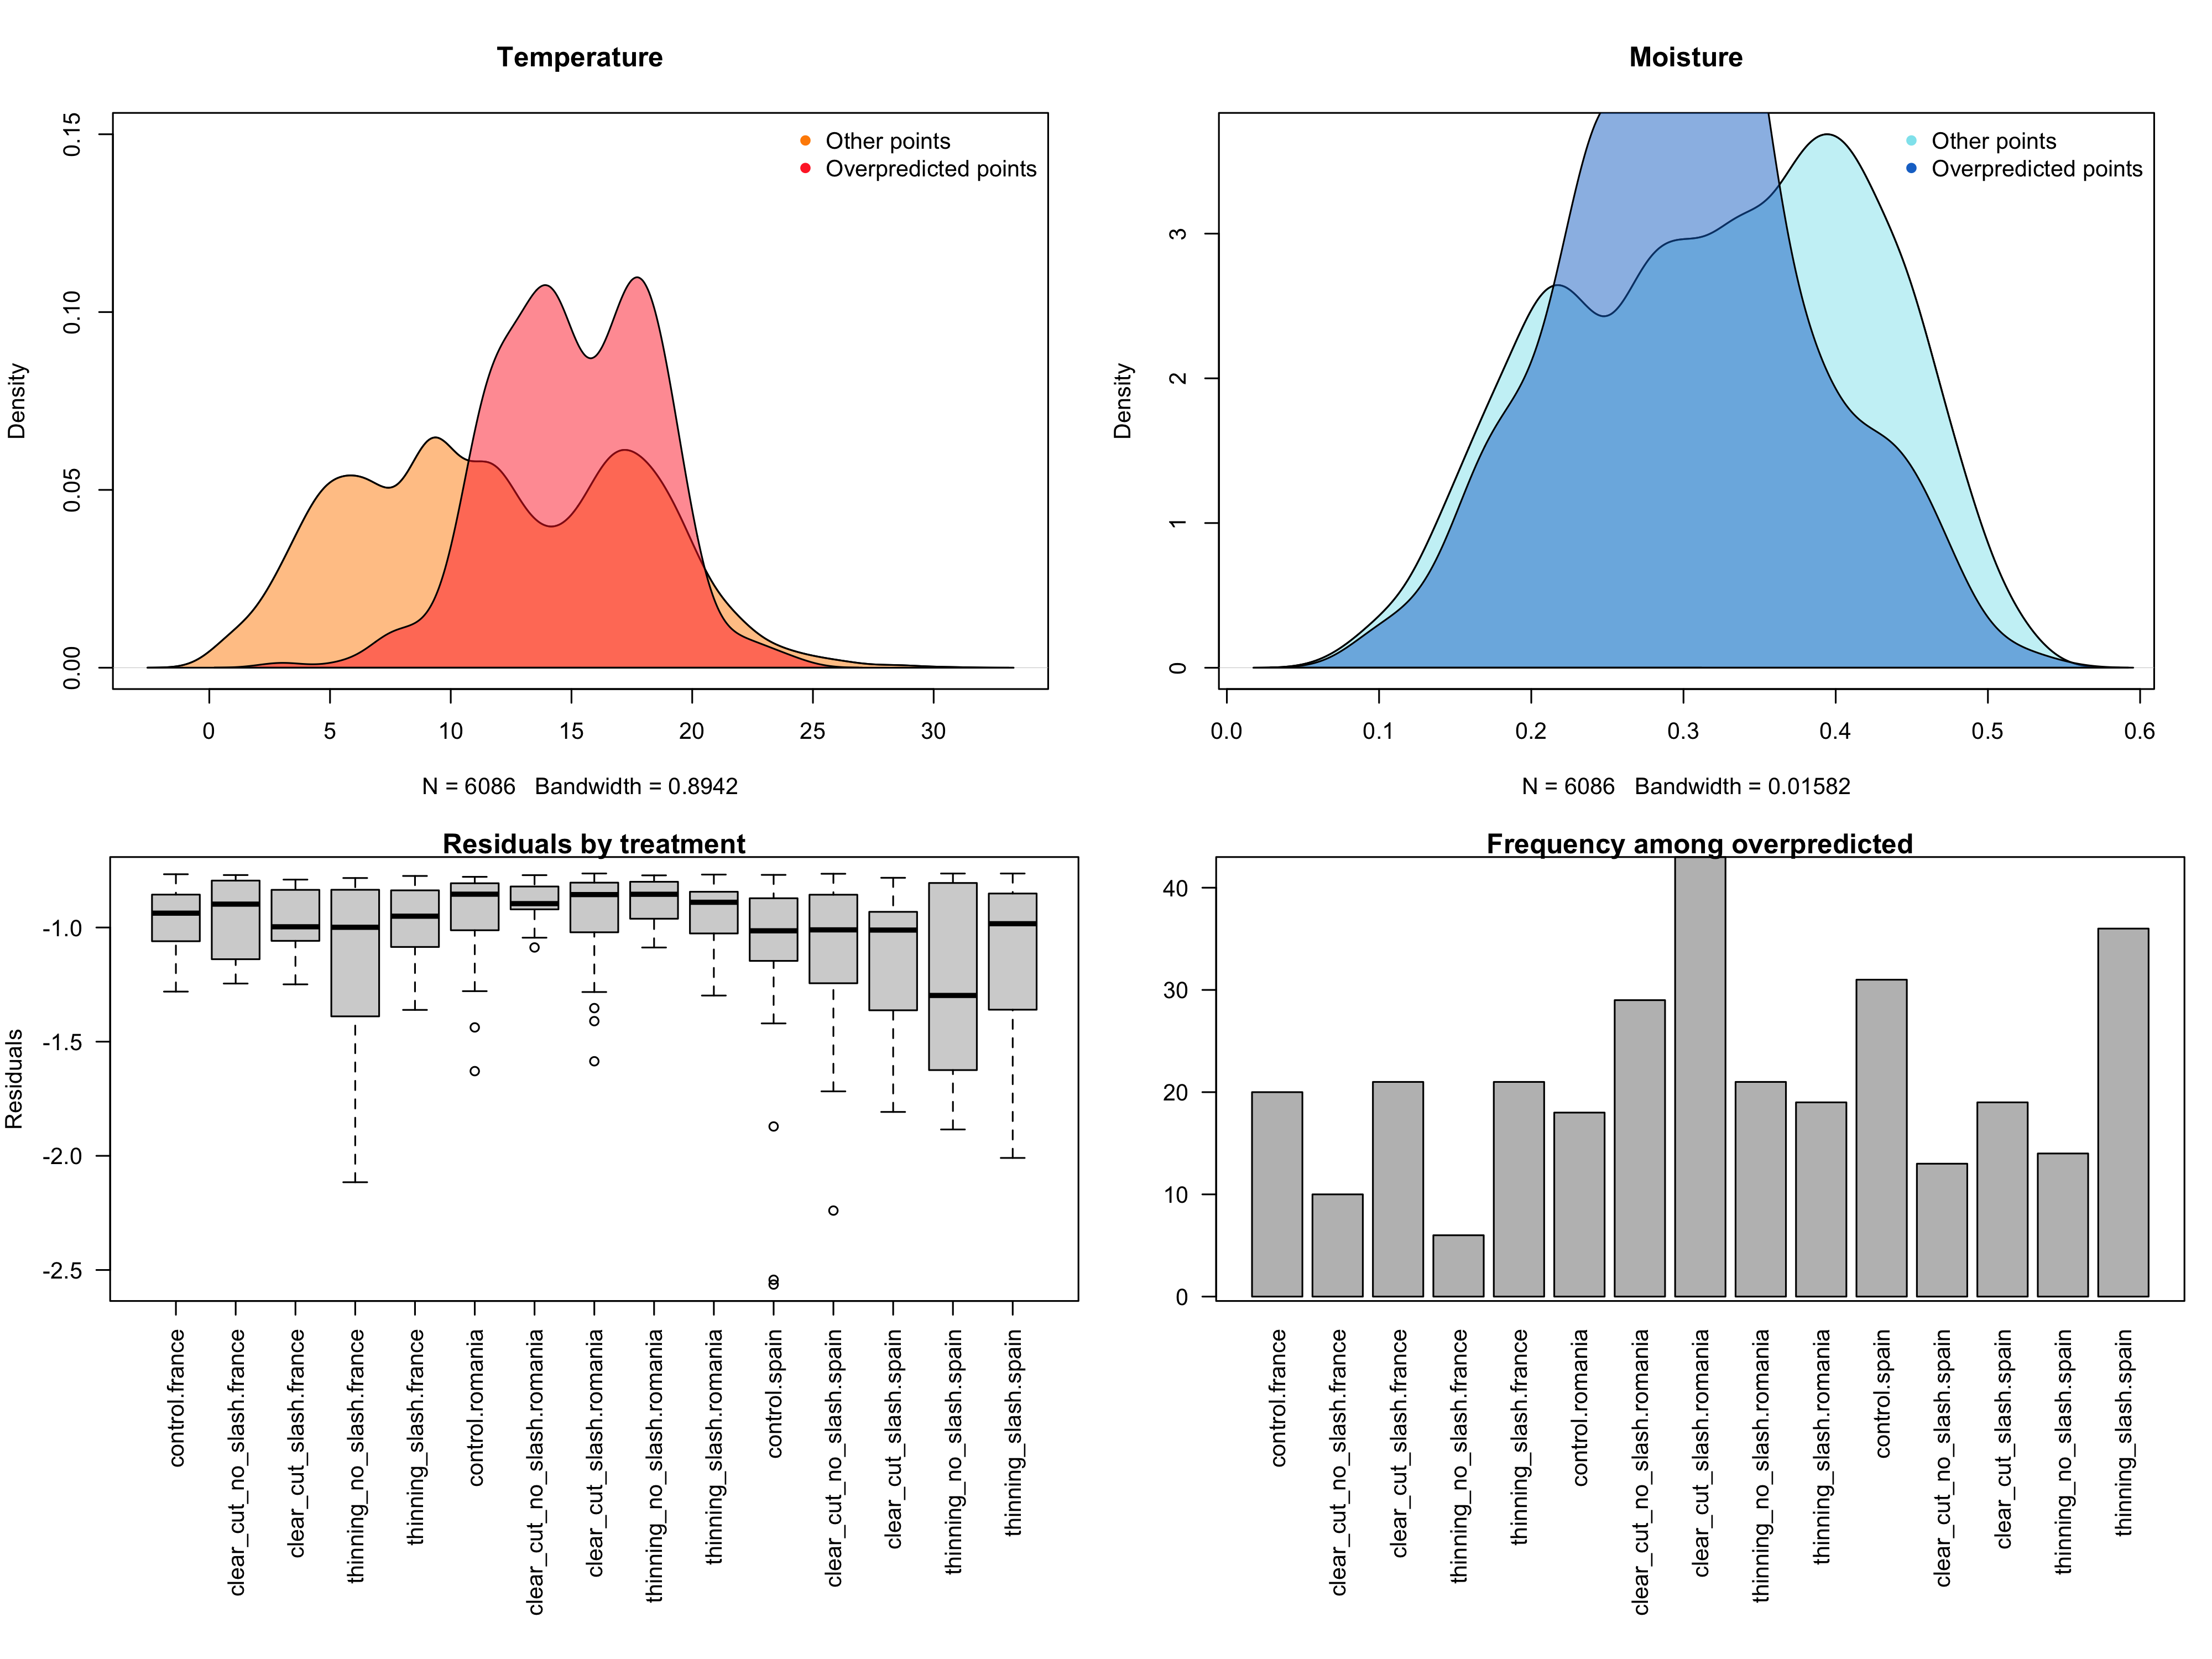 Temperature
Density
0.15
0.10
0.05
0.00
Other points
Overpredicted points
0 5 10 15 20 25 30
N = 6086 Bandwidth = 0.8942
Moisture
Density
3
2
1
0
Other points
Overpredicted points
0.0 0.1 0.2 0.3 0.4 0.5 0.6
N = 6086 Bandwidth = 0.01582
Residuals by treatment
Residuals
-1.0
-1.5
-2.0
-2.5
control.france
clear_cut_no_slash.france
clear_cut_slash.france
thinning_no_slash.france
thinning_slash.france
control.romania
clear_cut_no_slash.romania
clear_cut_slash.romania
thinning_no_slash.romania
thinning_slash.romania
control.spain
clear_cut_no_slash.spain
clear_cut_slash.spain
thinning_no_slash.spain
thinning_slash.spain
Frequency among overpredicted
40
30
20
10
0
control.france
clear_cut_no_slash.france
clear_cut_slash.france
thinning_no_slash.france
thinning_slash.france
control.romania
clear_cut_no_slash.romania
clear_cut_slash.romania
thinning_no_slash.romania
thinning_slash.romania
control.spain
clear_cut_no_slash.spain
clear_cut_slash.spain
thinning_no_slash.spain
thinning_slash.spain